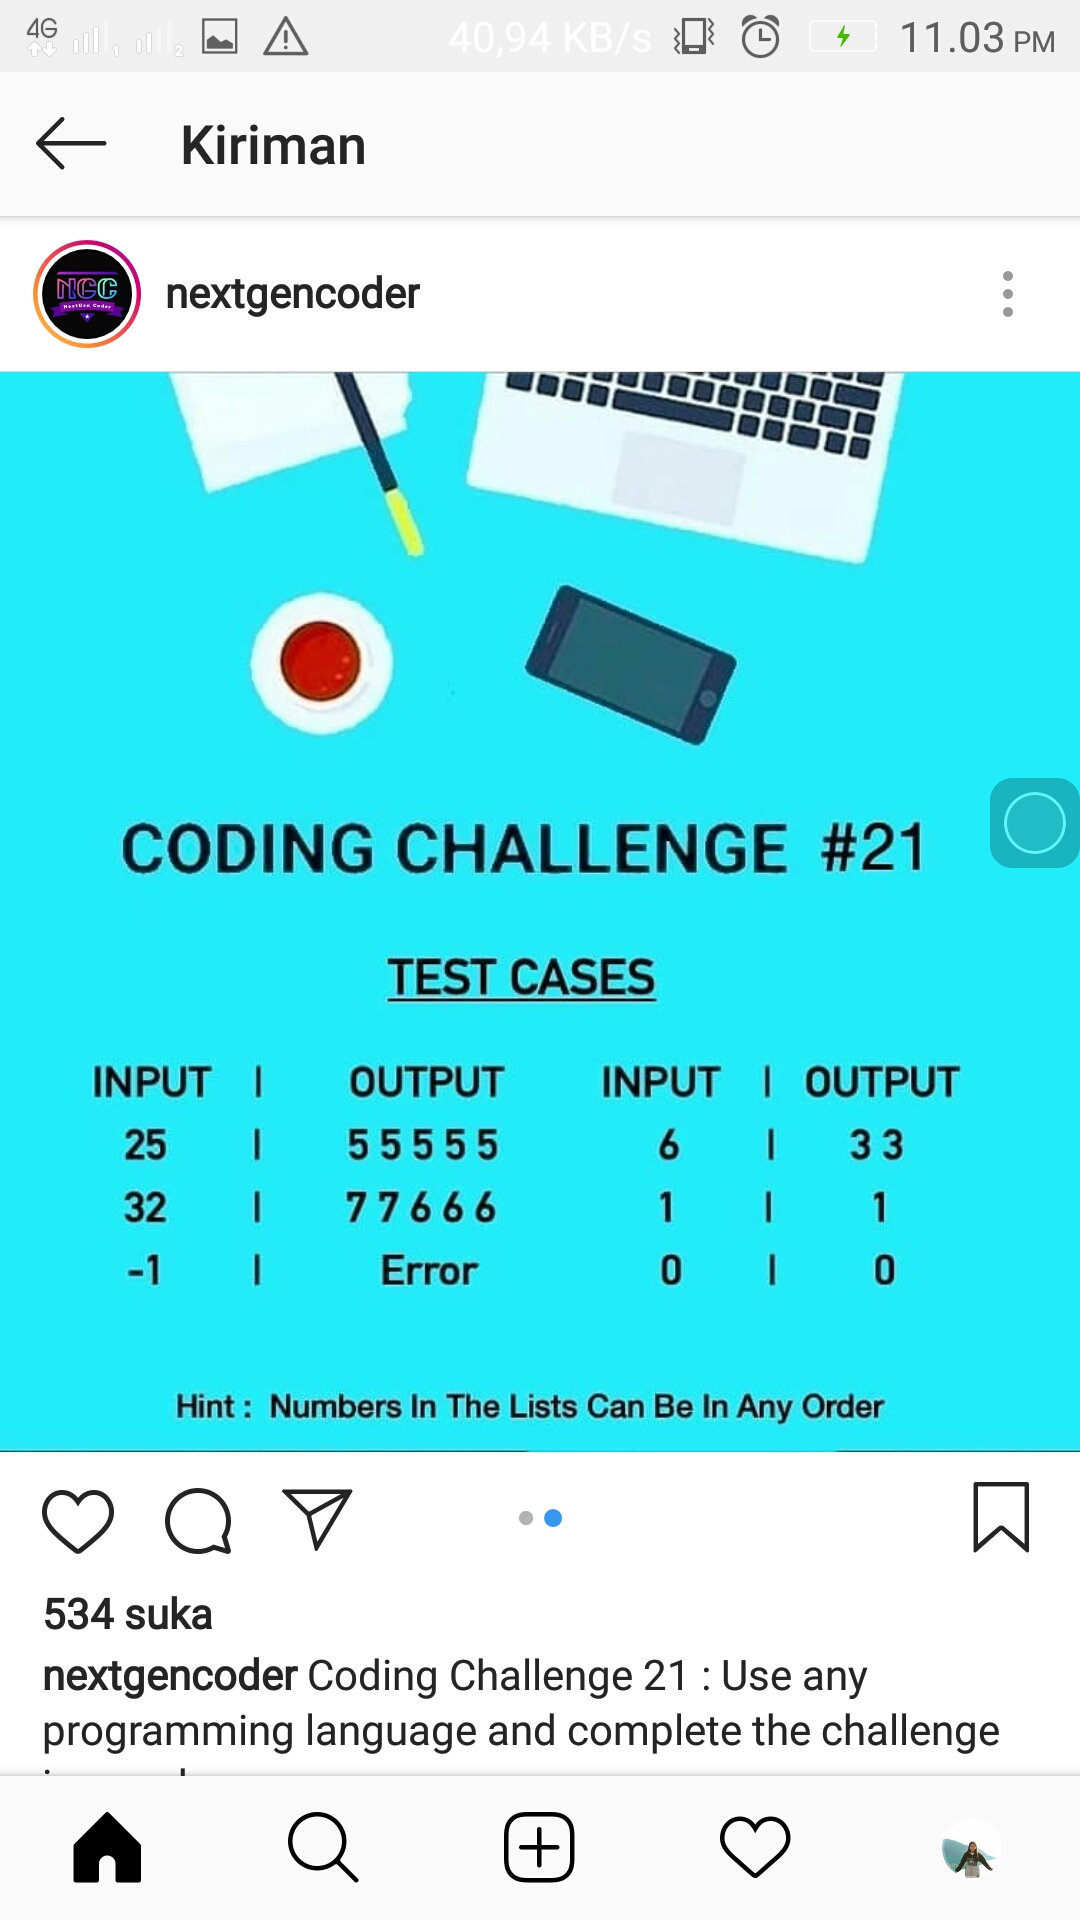 4G 1 2 40,94 KB/s 11.03 PM
Kiriman
NGC
NextGen Coder
nextgencoder
CODING CHALLENGE #21
TEST CASES
INPUT | OUTPUT INPUT | OUTPUT
25 | 5 5 5 5 5 6 | 3 3
32 | 7 7 6 6 6 1 | 1
-1 | Error 0 | 0
Hint : Numbers In The Lists Can Be In Any Order
534 suka
nextgencoder Coding Challenge 21 : Use any
programming language and complete the challenge